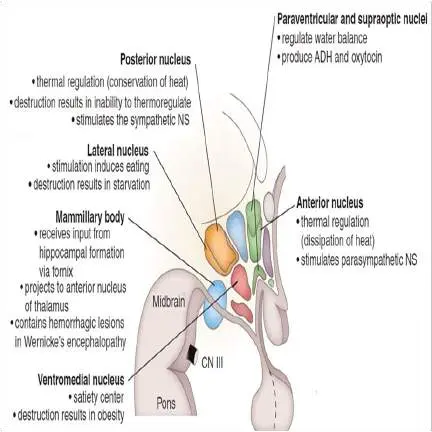 Paraventricular and supraoptic nuclei
• regulate water balance
• produce ADH and oxytocin
Posterior nucleus
• thermal regulation (conservation of heat)
• destruction results in inability to thermoregulate
• stimulates the sympathetic NS
Lateral nucleus
• stimulation induces eating
• destruction results in starvation
Mammillary body
• receives input from
hippocampal formation
via fornix
• projects to anterior nucleus
of thalamus
• contains hemorrhagic lesions
in Wernicke's encephalopathy
Anterior nucleus
• thermal regulation
(dissipation of heat)
• stimulates parasympathetic NS
Midbrain
CN III
Ventromedial nucleus
• satiety center
• destruction results in obesity
Pons